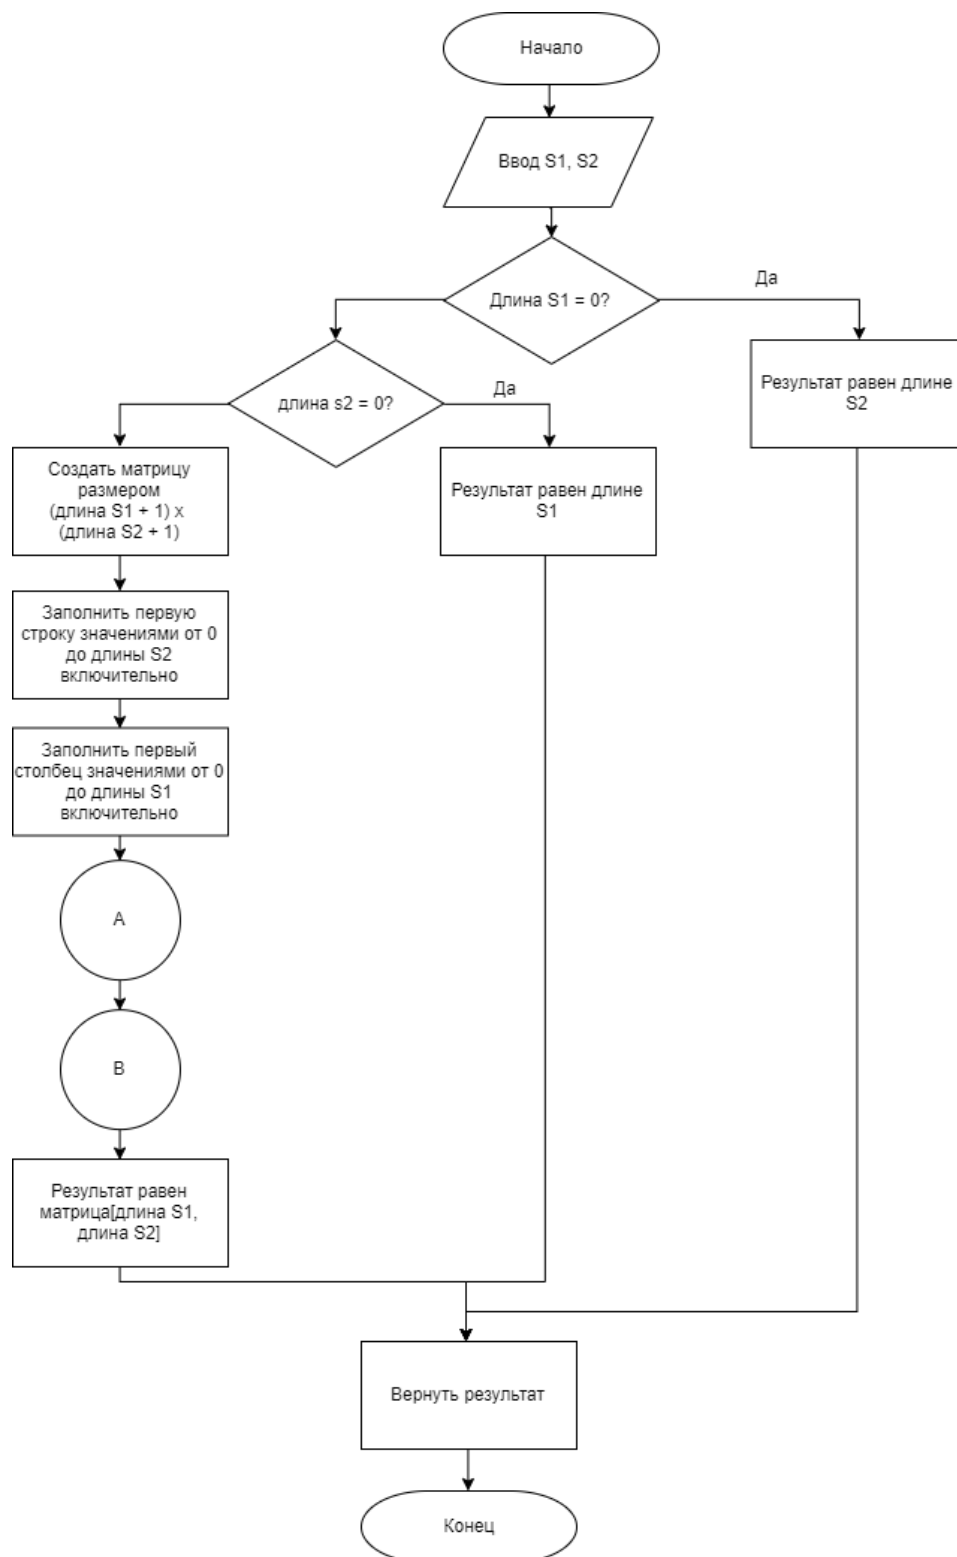 Начало
Ввод S1, S2
Длина S1 = 0?
Да
Результат равен длине
S2
длина s2 = 0?
Да
Результат равен длине
S1
Создать матрицу
размером
(длина S1 + 1) x
(длина S2 + 1)
Заполнить первую
строку значениями от 0
до длины S2
включительно
Заполнить первый
столбец значениями от 0
до длины S1
включительно
A
B
Результат равен
матрица[длина S1,
длина S2]
Вернуть результат
Конец